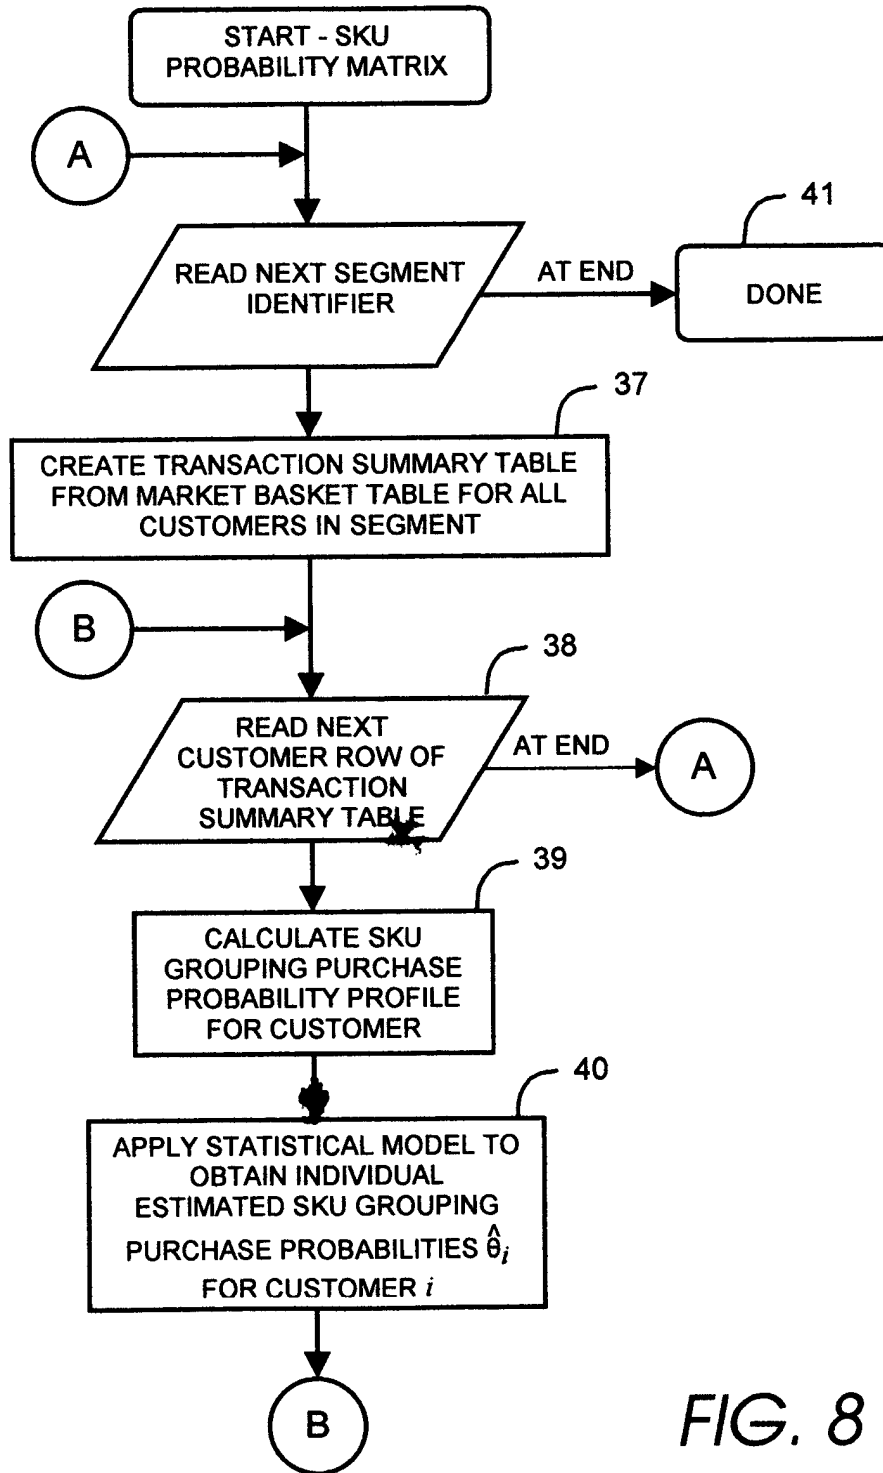 START - SKU
PROBABILITY MATRIX
A
41
READ NEXT SEGMENT
IDENTIFIER
AT END
DONE
37
CREATE TRANSACTION SUMMARY TABLE
FROM MARKET BASKET TABLE FOR ALL
CUSTOMERS IN SEGMENT
B
38
READ NEXT
CUSTOMER ROW OF
TRANSACTION
SUMMARY TABLE
AT END
A
39
CALCULATE SKU
GROUPING PURCHASE
PROBABILITY PROFILE
FOR CUSTOMER
40
APPLY STATISTICAL MODEL TO
OBTAIN INDIVIDUAL
ESTIMATED SKU GROUPING
PURCHASE PROBABILITIES θ̂ᵢ
FOR CUSTOMER i
B
FIG. 8